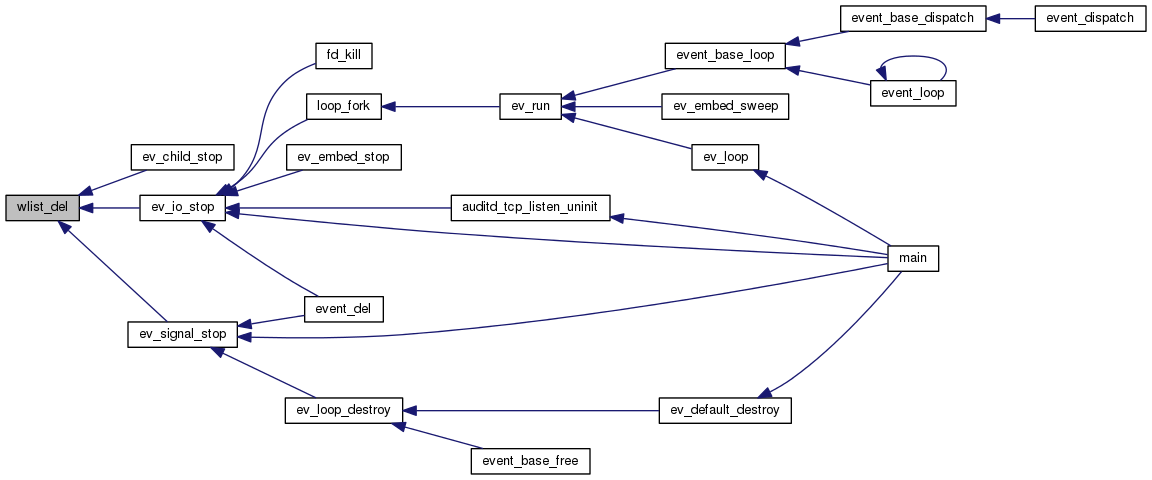 event_base_dispatch
event_dispatch
fd_kill
event_base_loop
event_loop
loop_fork
ev_run
ev_embed_sweep
ev_child_stop
ev_embed_stop
ev_loop
wlist_del
ev_io_stop
auditd_tcp_listen_uninit
main
event_del
ev_signal_stop
ev_loop_destroy
ev_default_destroy
event_base_free